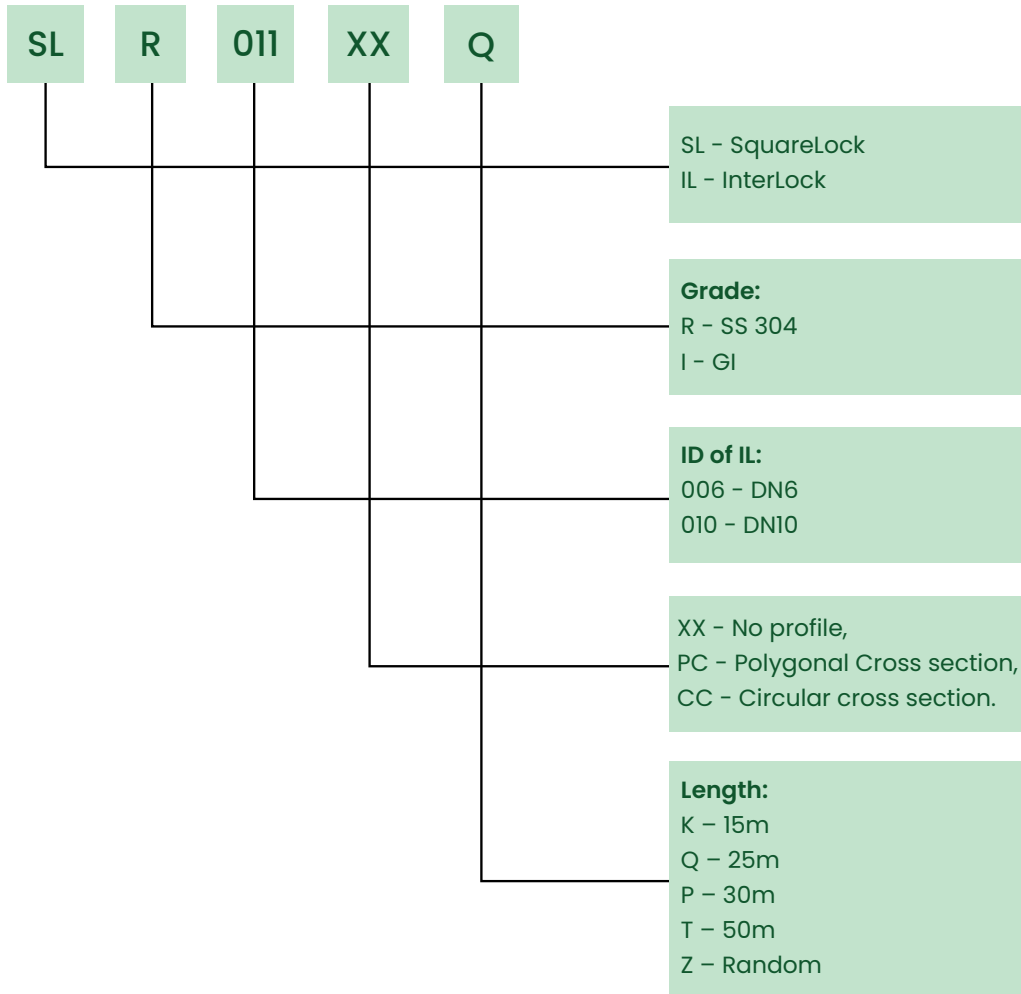 SL R 011 XX Q
SL - SquareLock
IL - InterLock
Grade:
R - SS 304
I - GI
ID of IL:
006 - DN6
010 - DN10
XX - No profile,
PC - Polygonal Cross section,
CC - Circular cross section.
Length:
K – 15m
Q – 25m
P – 30m
T – 50m
Z – Random